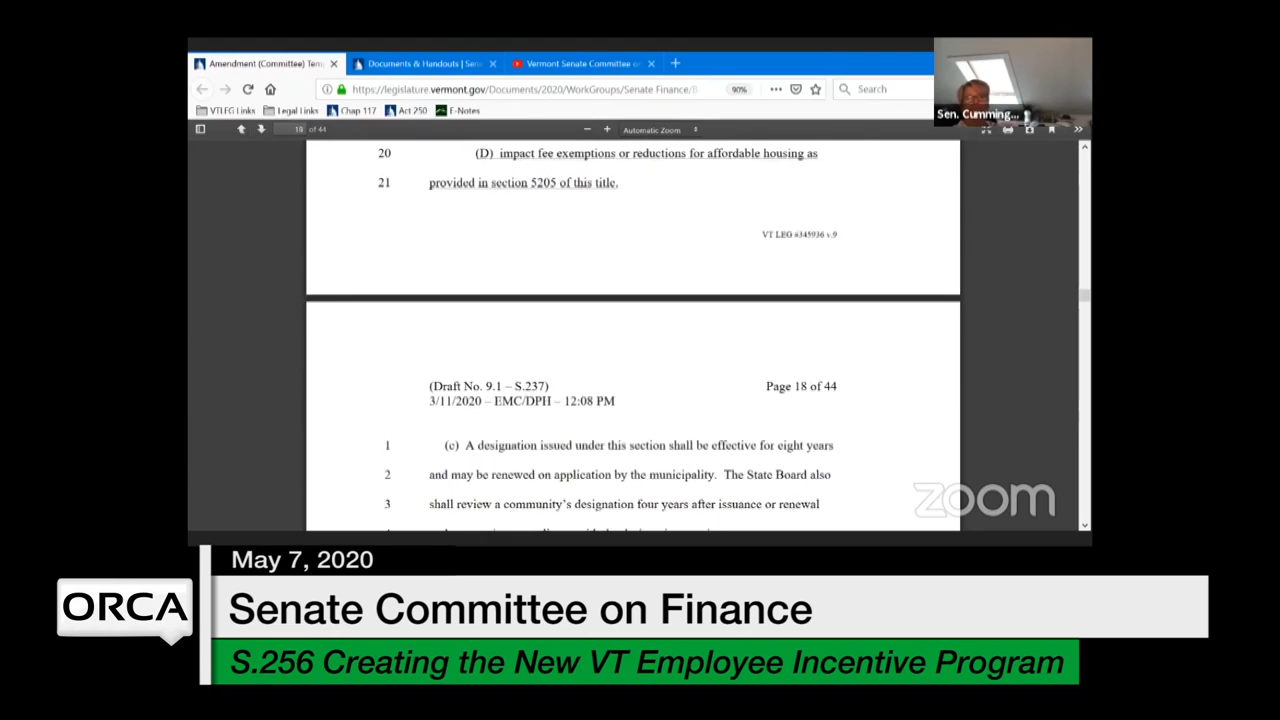 Amendment (Committee) Tem
Documents & Handouts | Sen
Vermont Senate Committee o
https://legislature.vermont.gov/Documents/2020/WorkGroups/Senate Finance/B
90%
Search
VTLEG Links
Legal Links
Chap 117
Act 250
E-Notes
Sen. Cumming...
18 of 44
Automatic Zoom
20 (D) impact fee exemptions or reductions for affordable housing as
21 provided in section 5205 of this title.
VT LEG #345936 v.9
(Draft No. 9.1 – S.237) Page 18 of 44
3/11/2020 – EMC/DPH – 12:08 PM
1 (c) A designation issued under this section shall be effective for eight years
2 and may be renewed on application by the municipality. The State Board also
3 shall review a community's designation four years after issuance or renewal
zoom
May 7, 2020
ORCA
Senate Committee on Finance
S.256 Creating the New VT Employee Incentive Program